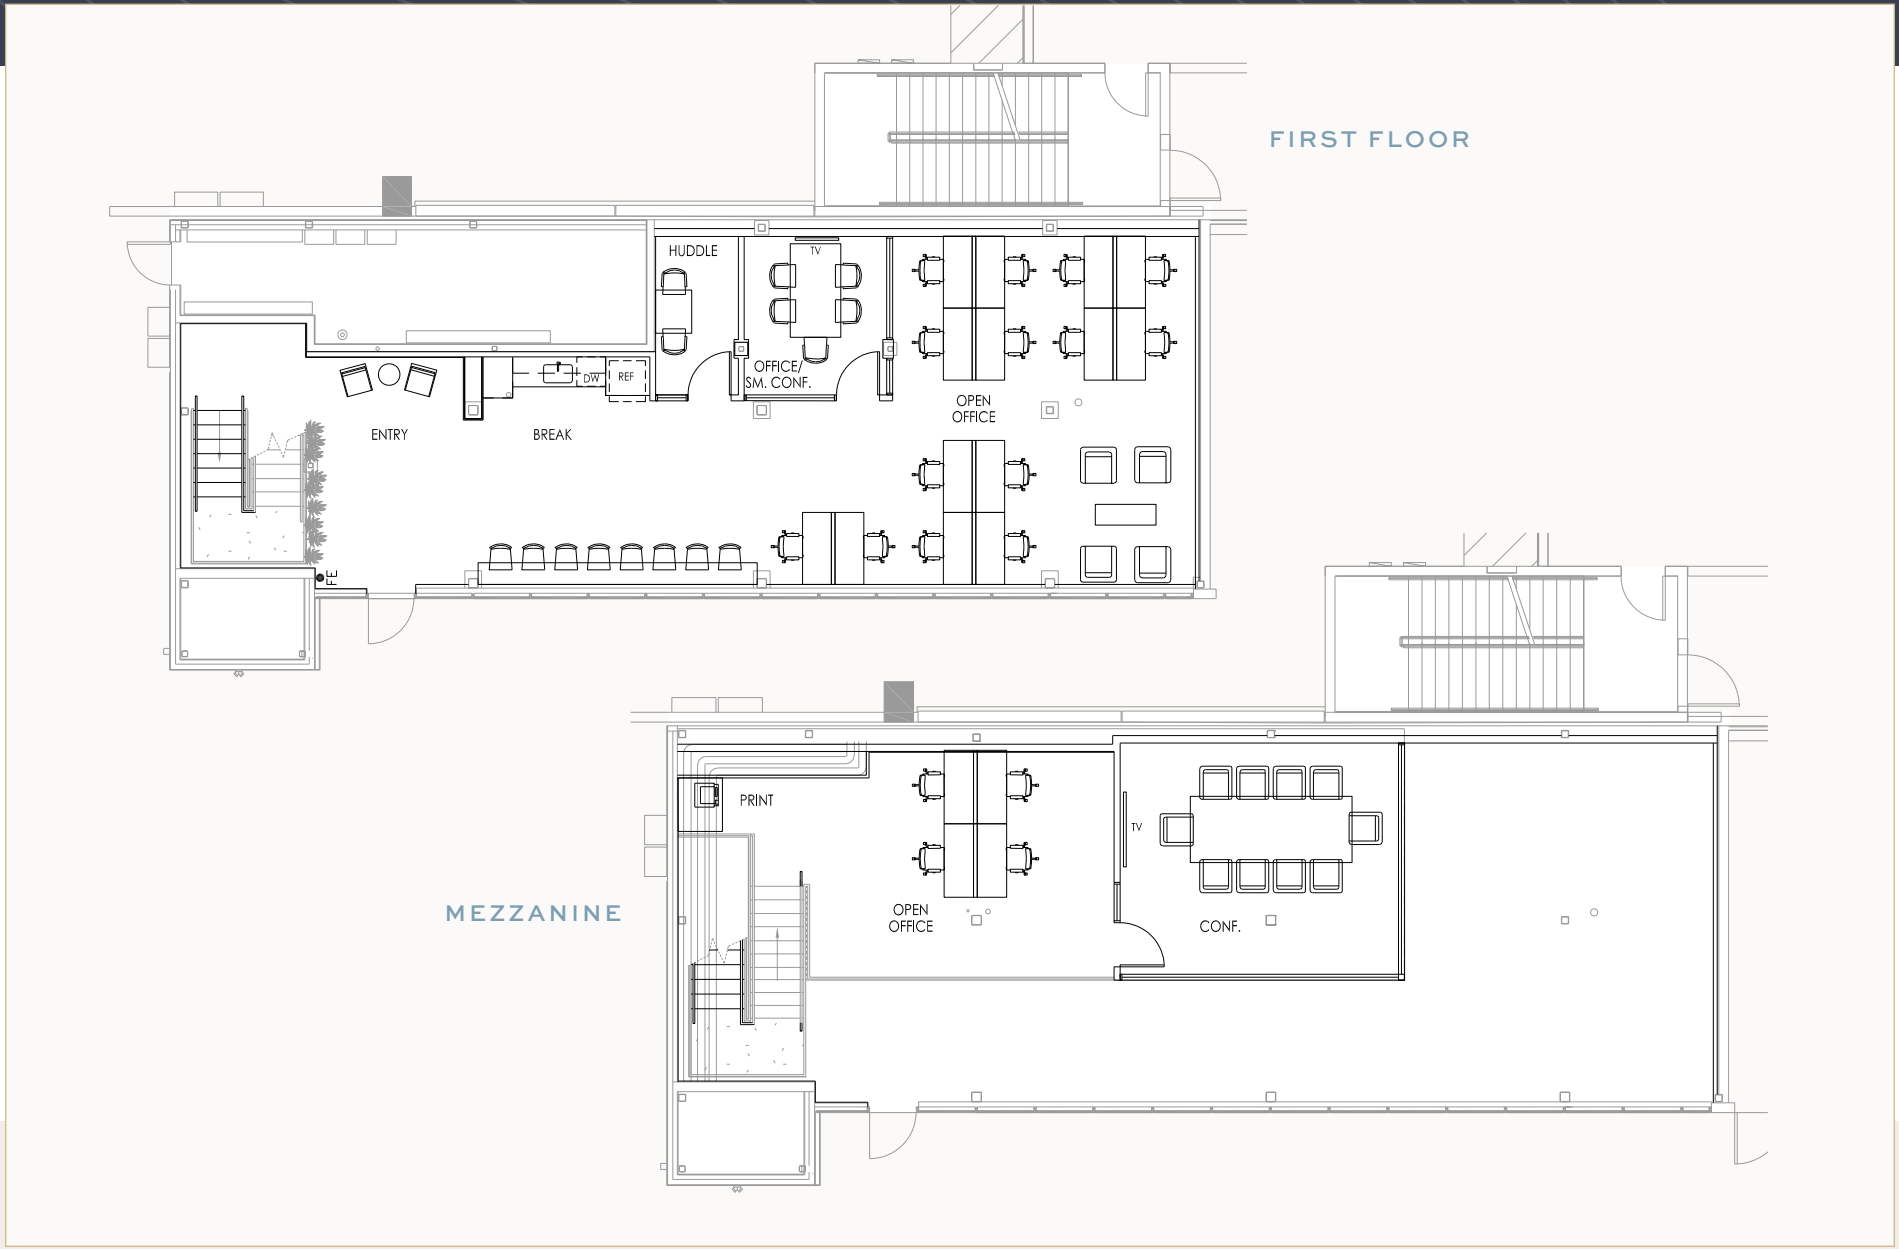 FIRST FLOOR
HUDDLE
TV
OFFICE/
SM. CONF.
DW
REF
OPEN
OFFICE
ENTRY
BREAK
FE
MEZZANINE
PRINT
TV
OPEN
OFFICE
CONF.